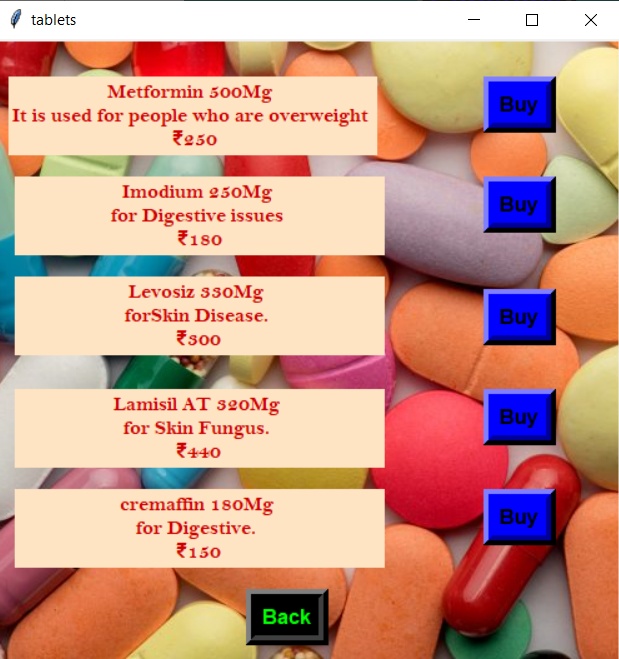 tablets
Metformin 500Mg
It is used for people who are overweight
₹250
Buy
Imodium 250Mg
for Digestive issues
₹180
Buy
Levosiz 330Mg
forSkin Disease.
₹300
Buy
Lamisil AT 320Mg
for Skin Fungus.
₹440
Buy
cremaffin 180Mg
for Digestive.
₹150
Buy
Back